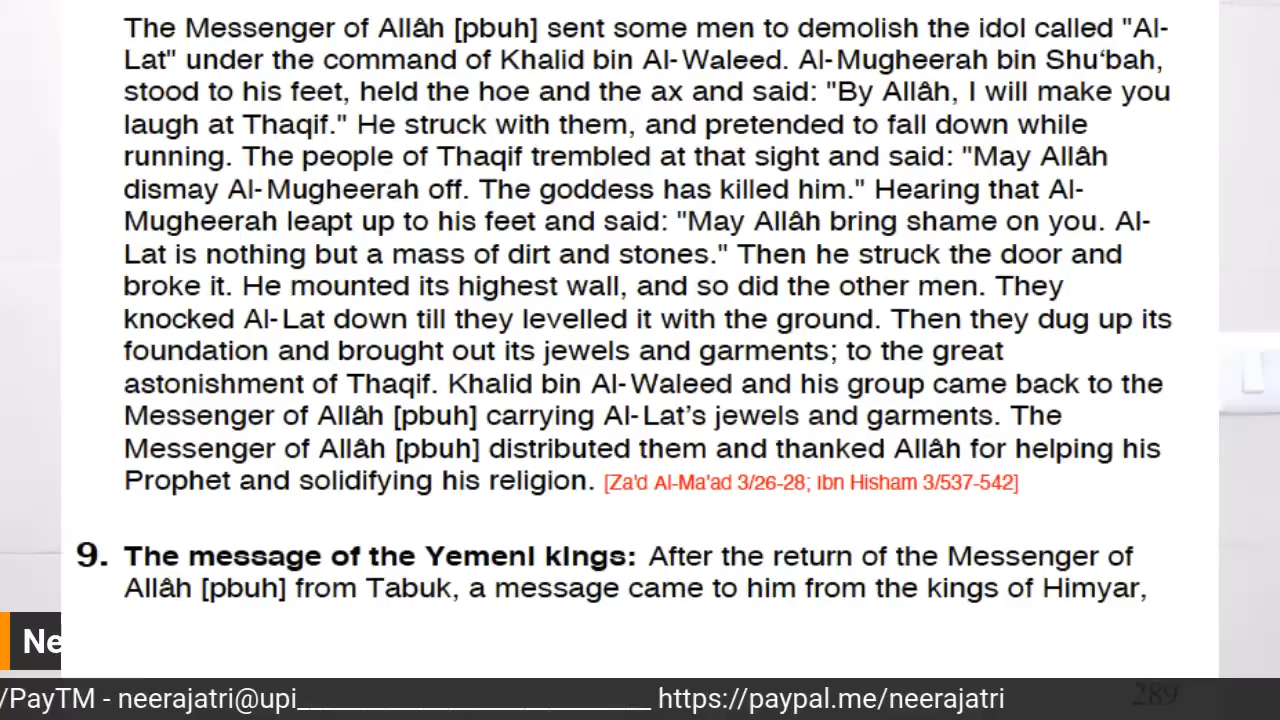 The Messenger of Allâh [pbuh] sent some men to demolish the idol called "Al-
Lat" under the command of Khalid bin Al-Waleed. Al-Mugheerah bin Shu‘bah,
stood to his feet, held the hoe and the ax and said: "By Allâh, I will make you
laugh at Thaqif." He struck with them, and pretended to fall down while
running. The people of Thaqif trembled at that sight and said: "May Allâh
dismay Al-Mugheerah off. The goddess has killed him." Hearing that Al-
Mugheerah leapt up to his feet and said: "May Allâh bring shame on you. Al-
Lat is nothing but a mass of dirt and stones." Then he struck the door and
broke it. He mounted its highest wall, and so did the other men. They
knocked Al-Lat down till they levelled it with the ground. Then they dug up its
foundation and brought out its jewels and garments; to the great
astonishment of Thaqif. Khalid bin Al-Waleed and his group came back to the
Messenger of Allâh [pbuh] carrying Al-Lat’s jewels and garments. The
Messenger of Allâh [pbuh] distributed them and thanked Allâh for helping his
Prophet and solidifying his religion. [Za'd Al-Ma'ad 3/26-28; Ibn Hisham 3/537-542]
9. The message of the Yemeni kings: After the return of the Messenger of
Allâh [pbuh] from Tabuk, a message came to him from the kings of Himyar,
Ne
/PayTM - neerajatri@upi__________________________ https://paypal.me/neerajatri
289